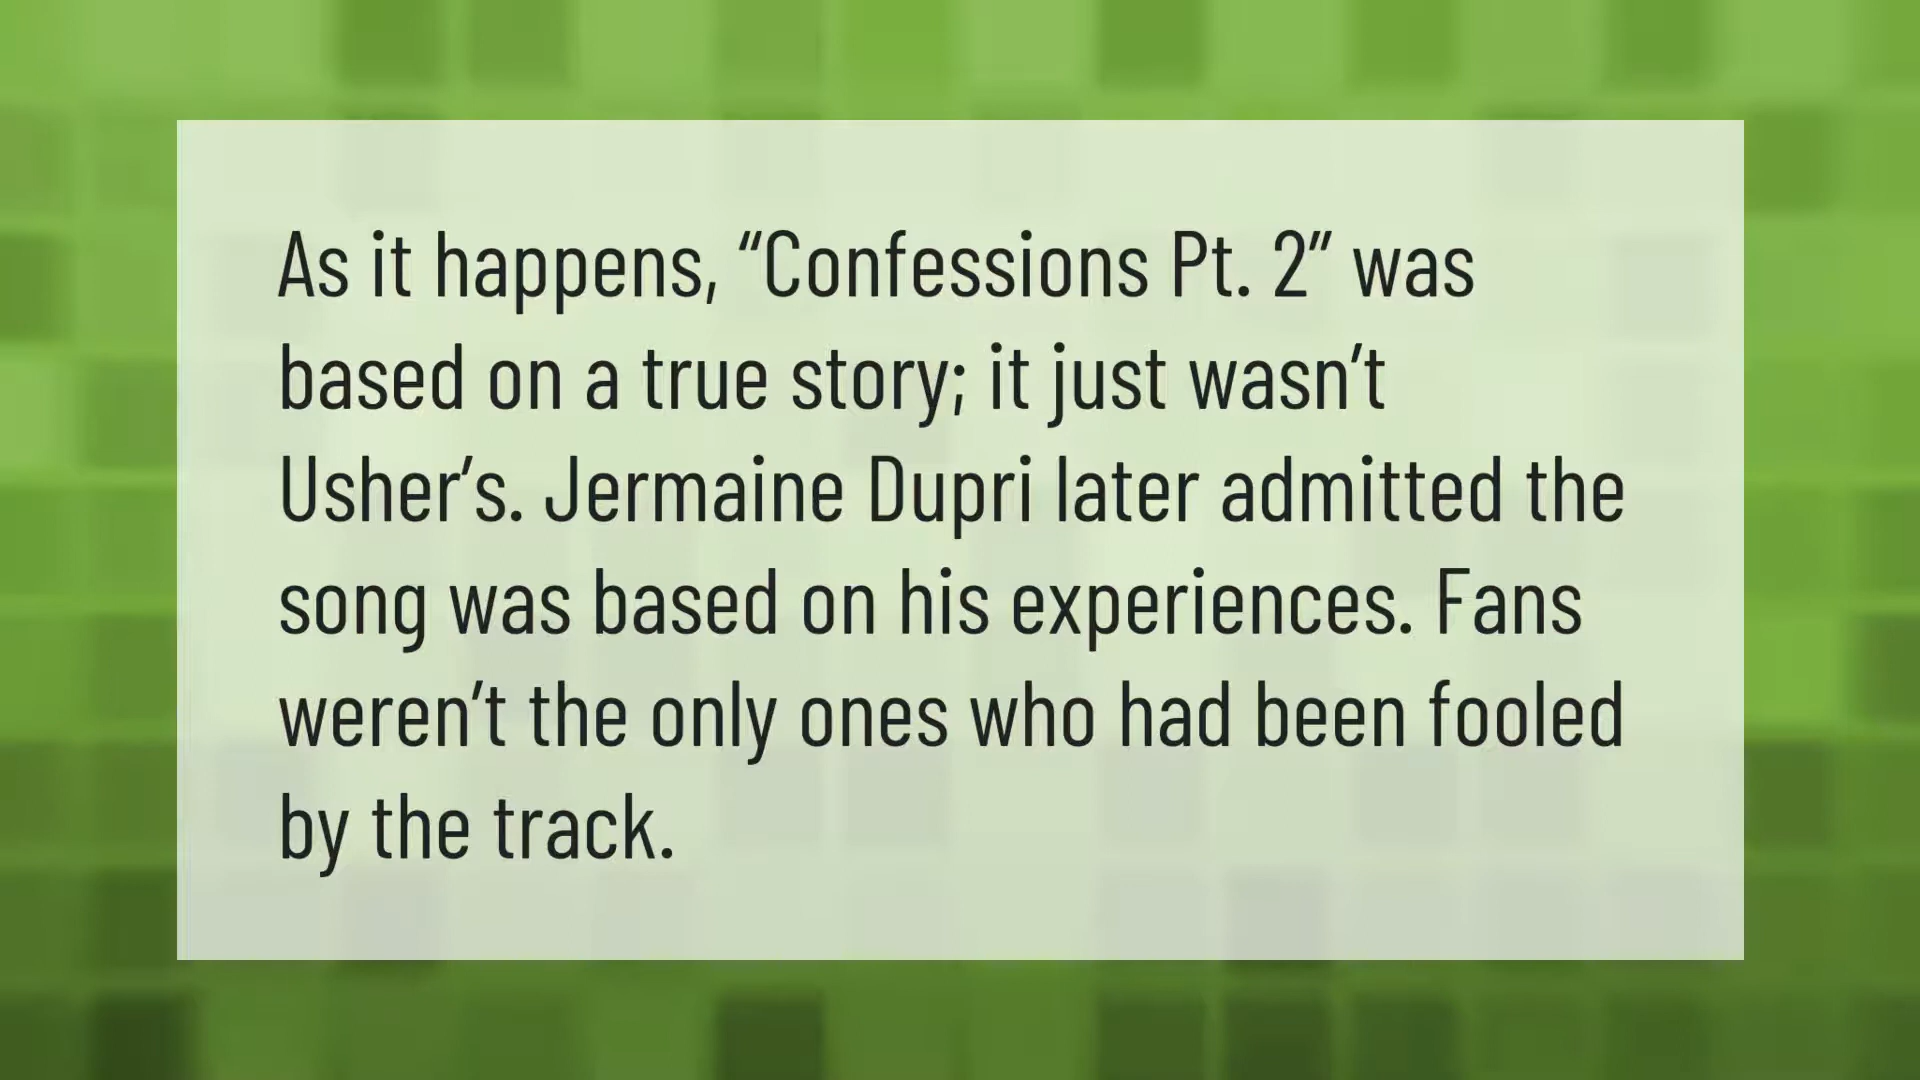 As it happens, “Confessions Pt. 2” was
based on a true story; it just wasn’t
Usher’s. Jermaine Dupri later admitted the
song was based on his experiences. Fans
weren’t the only ones who had been fooled
by the track.